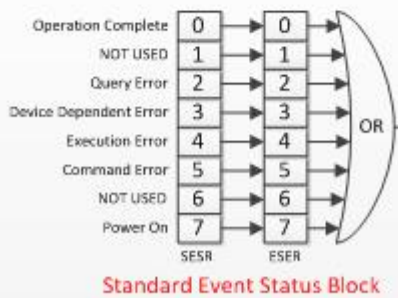 Operation Complete 0 0
NOT USED 1 1
Query Error 2 2
Device Dependent Error 3 3
Execution Error 4 4
Command Error 5 5
NOT USED 6 6
Power On 7 7
OR
SESR ESER
Standard Event Status Block